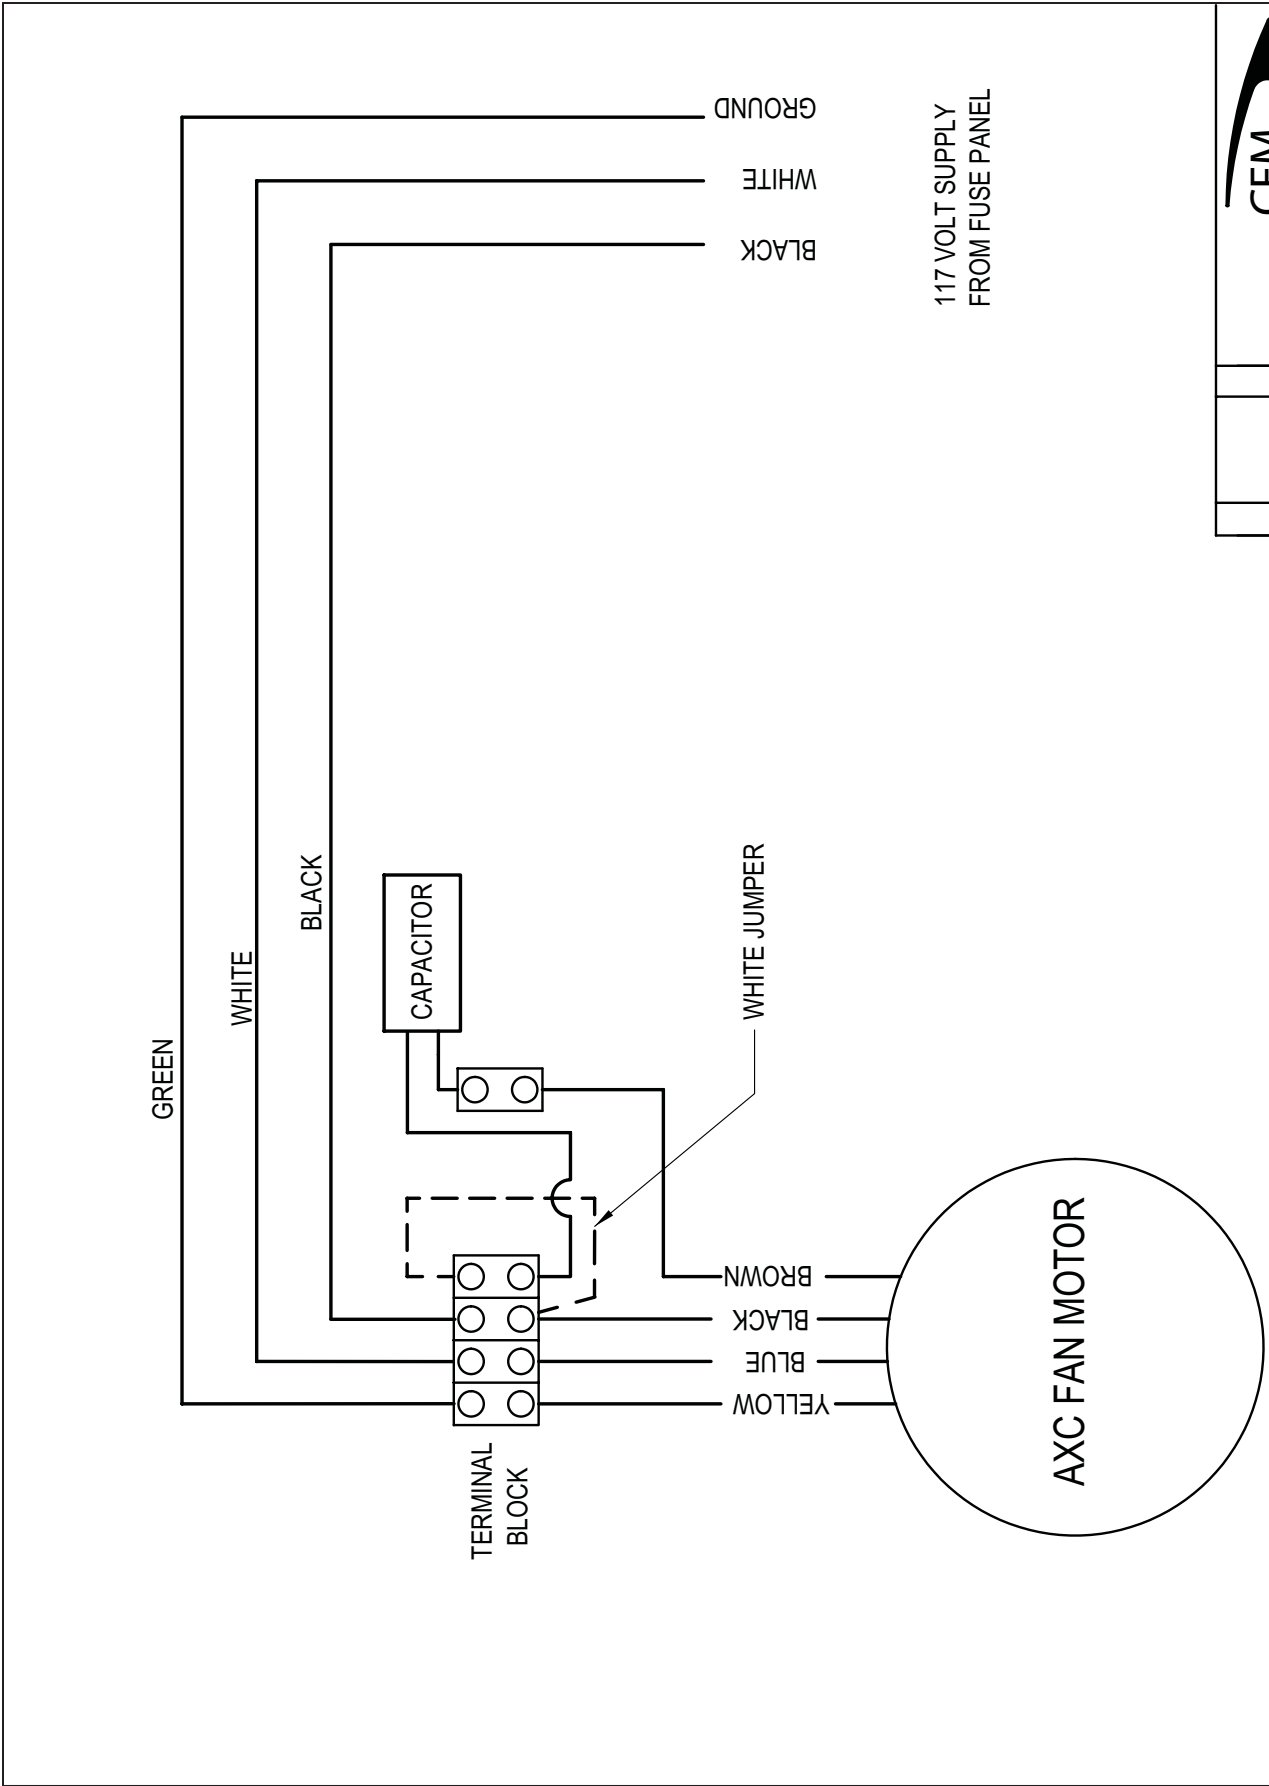 GREEN
WHITE
BLACK
GROUND
WHITE
BLACK
117 VOLT SUPPLY
FROM FUSE PANEL
CAPACITOR
WHITE JUMPER
TERMINAL
BLOCK
BROWN
BLACK
BLUE
YELLOW
AXC FAN MOTOR